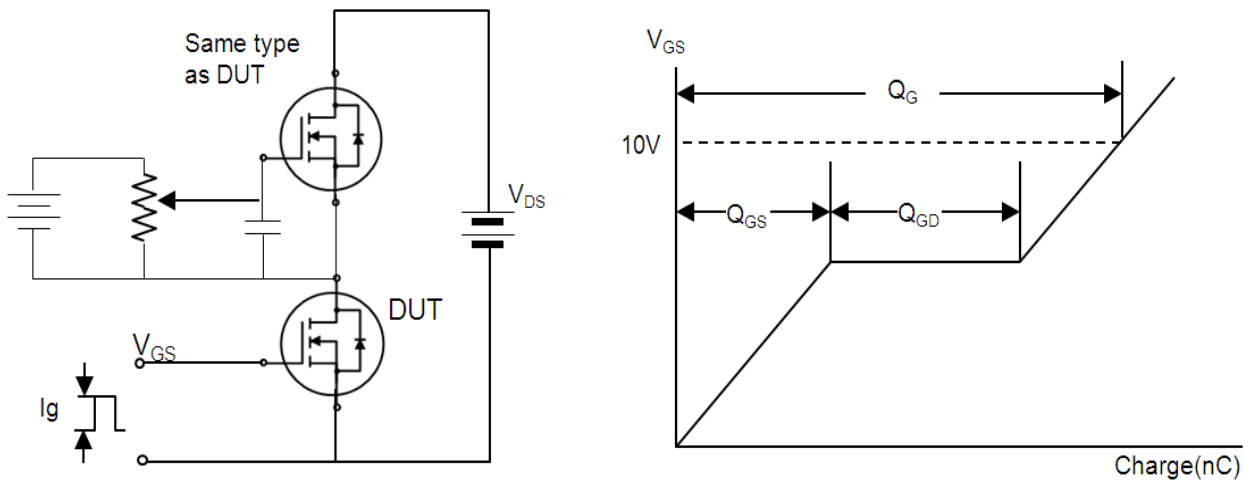 Same type
as DUT
V_DS
DUT
V_GS
Ig
V_GS
Q_G
10V
Q_GS
Q_GD
Charge(nC)